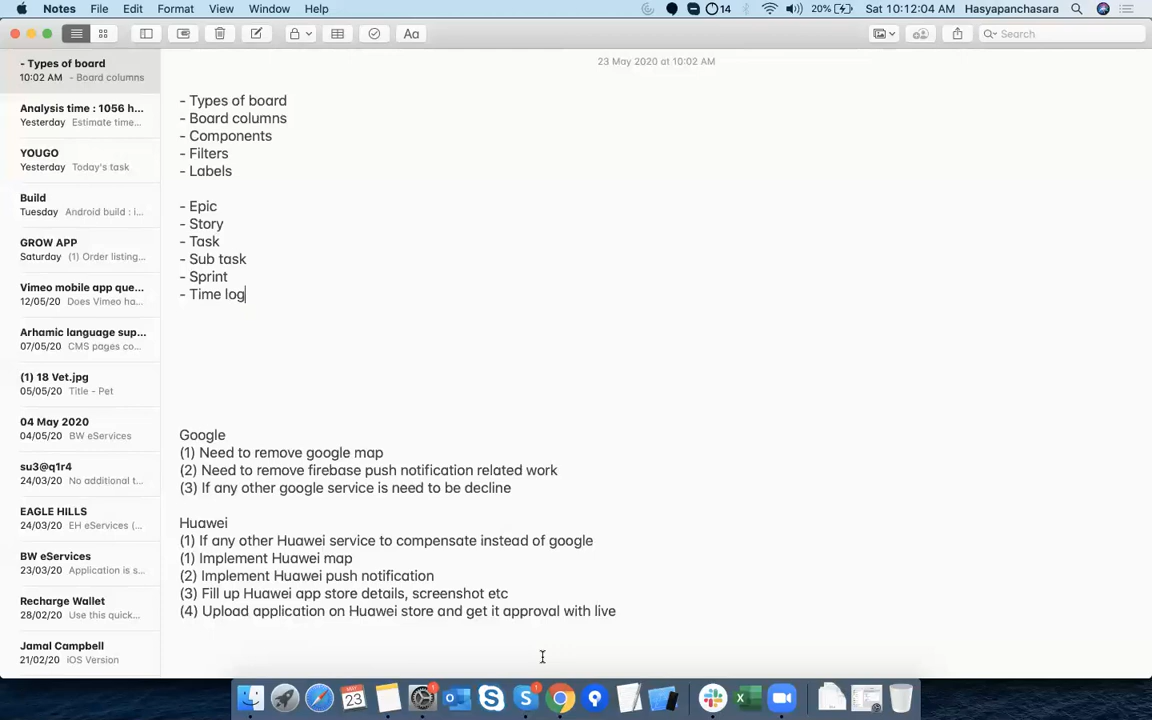 Notes File Edit Format View Window Help
14 20% Sat 10:12:04 AM Hasyapanchasara
Aa Search
- Types of board
10:02 AM - Board columns
Analysis time : 1056 h...
Yesterday Estimate time...
YOUGO
Yesterday Today's task
Build
Tuesday Android build : i...
GROW APP
Saturday (1) Order listing...
Vimeo mobile app que...
12/05/20 Does Vimeo ha...
Arhamic language sup...
07/05/20 CMS pages co...
(1) 18 Vet.jpg
05/05/20 Title - Pet
04 May 2020
04/05/20 BW eServices
su3@q1r4
24/03/20 No additional t...
EAGLE HILLS
24/03/20 EH eServices (...
BW eServices
23/03/20 Application is s...
Recharge Wallet
28/02/20 Use this quick...
Jamal Campbell
21/02/20 iOS Version
23 May 2020 at 10:02 AM
- Types of board
- Board columns
- Components
- Filters
- Labels
- Epic
- Story
- Task
- Sub task
- Sprint
- Time log
Google
(1) Need to remove google map
(2) Need to remove firebase push notification related work
(3) If any other google service is need to be decline
Huawei
(1) If any other Huawei service to compensate instead of google
(1) Implement Huawei map
(2) Implement Huawei push notification
(3) Fill up Huawei app store details, screenshot etc
(4) Upload application on Huawei store and get it approval with live
MAY
23
1
1